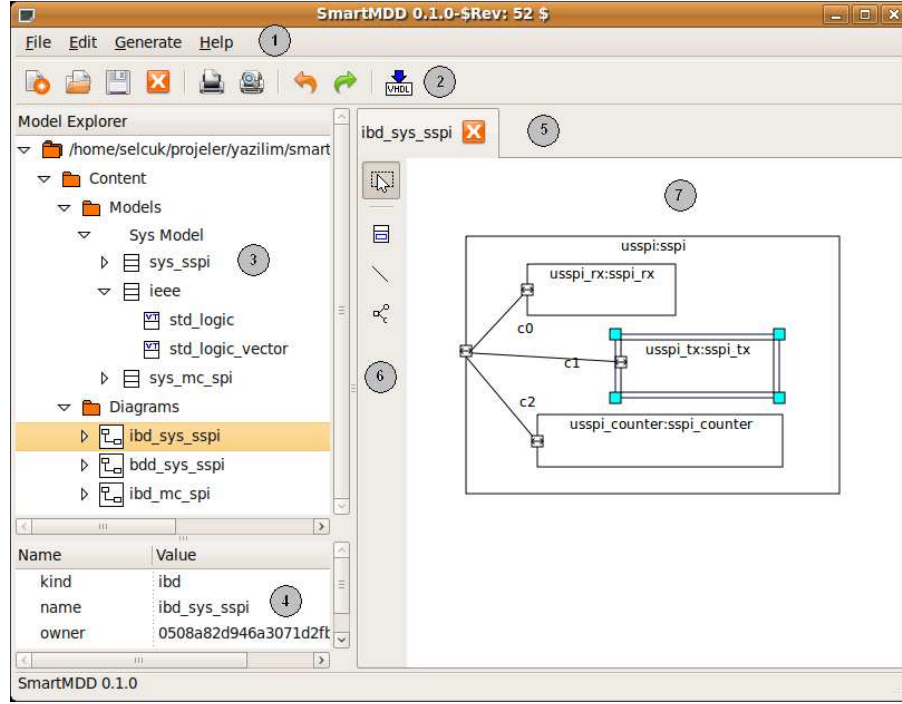 SmartMDD 0.1.0-$Rev: 52 $
File Edit Generate Help 1
VHDL 2
Model Explorer
/home/selcuk/projeler/yazilim/smart
Content
Models
Sys Model
sys_sspi 3
ieee
VT std_logic
VT std_logic_vector
sys_mc_spi
Diagrams
ibd_sys_sspi
bdd_sys_sspi
ibd_mc_spi
Name Value
kind ibd
name ibd_sys_sspi 4
owner 0508a82d946a3071d2fb
SmartMDD 0.1.0
ibd_sys_sspi 5
c
6
7
usspi:sspi
usspi_rx:sspi_rx
c0
usspi_tx:sspi_tx
c1
c2
usspi_counter:sspi_counter